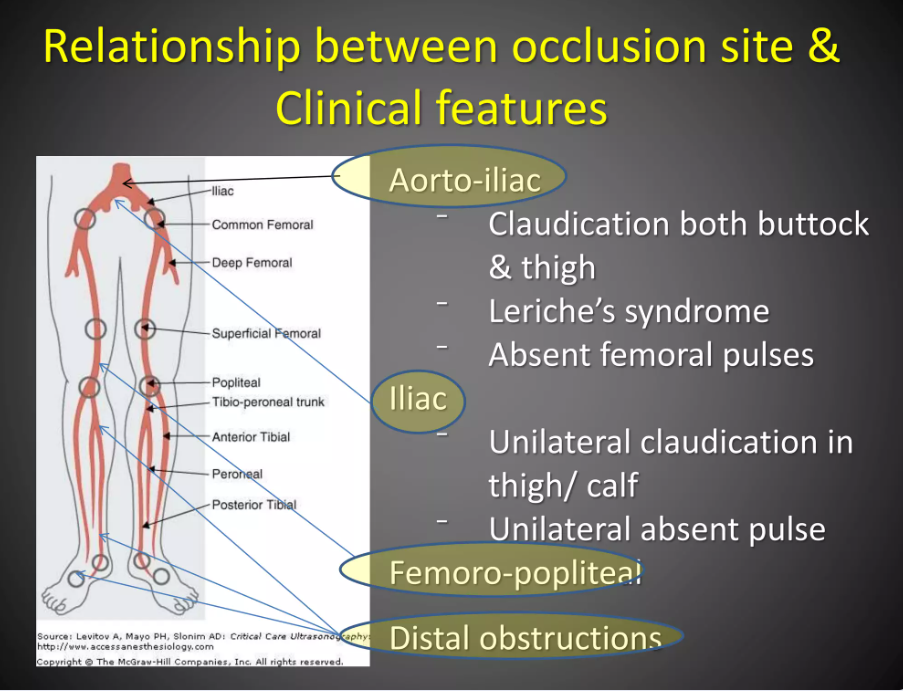 Relationship between occlusion site &
Clinical features
Iliac
Common Femoral
Deep Femoral
Superficial Femoral
Popliteal
Tibio-peroneal trunk
Anterior Tibial
Peroneal
Posterior Tibial
Source: Levitov A, Mayo PH, Slonim AD: Critical Care Ultrasonography:
http://www.accessanesthesiology.com
Copyright © The McGraw-Hill Companies, Inc. All rights reserved.
Aorto-iliac
- Claudication both buttock
& thigh
- Leriche’s syndrome
- Absent femoral pulses
Iliac
- Unilateral claudication in
thigh/ calf
- Unilateral absent pulse
Femoro-popliteal
Distal obstructions